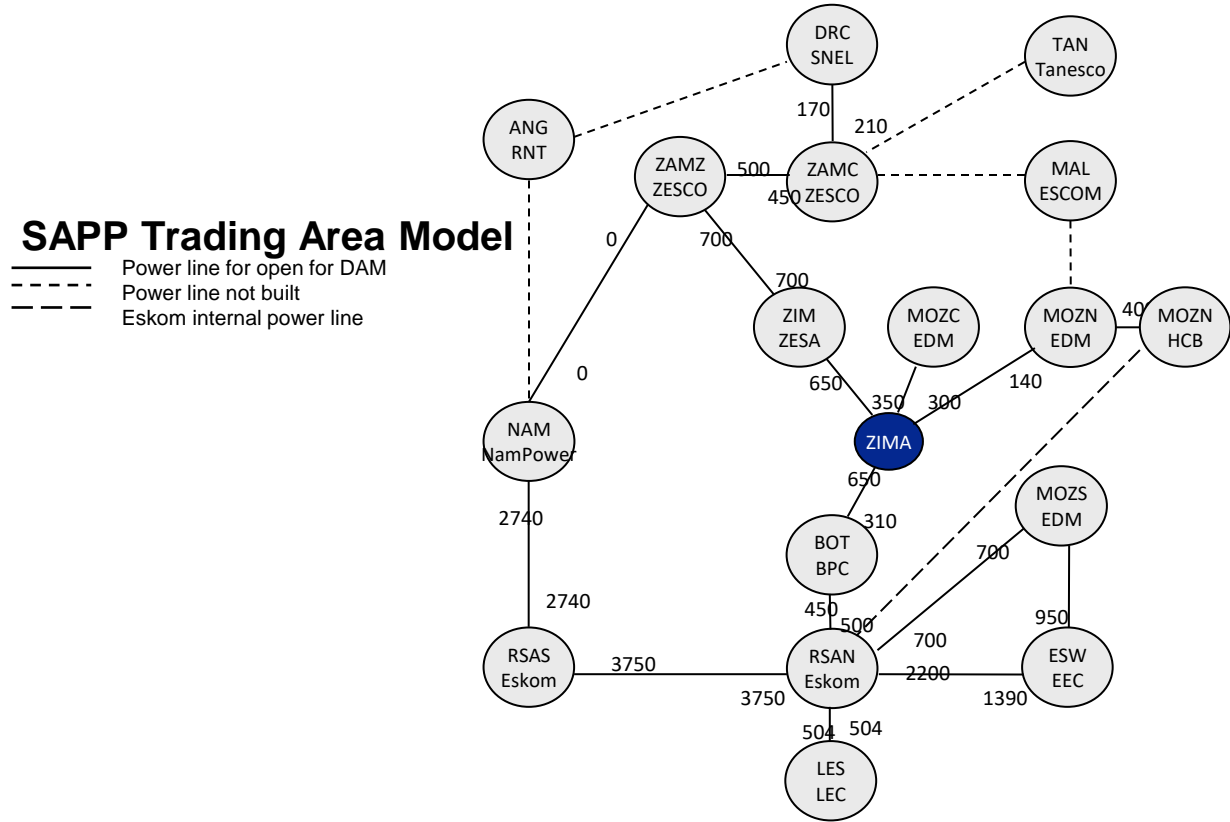 DRC
SNEL
TAN
Tanesco
170
210
ANG
RNT
ZAMZ
ZESCO
500
450
ZAMC
ZESCO
MAL
ESCOM
SAPP Trading Area Model
Power line for open for DAM
Power line not built
Eskom internal power line
0
700
700
ZIM
ZESA
MOZC
EDM
MOZN
EDM
MOZN
HCB
0
650
350
300
140
NAM
NamPower
ZIMA
650
310
MOZS
EDM
2740
BOT
BPC
700
2740
450
500
700
950
RSAS
Eskom
3750
3750
RSAN
Eskom
2200
1390
ESW
EEC
504
504
LES
LEC